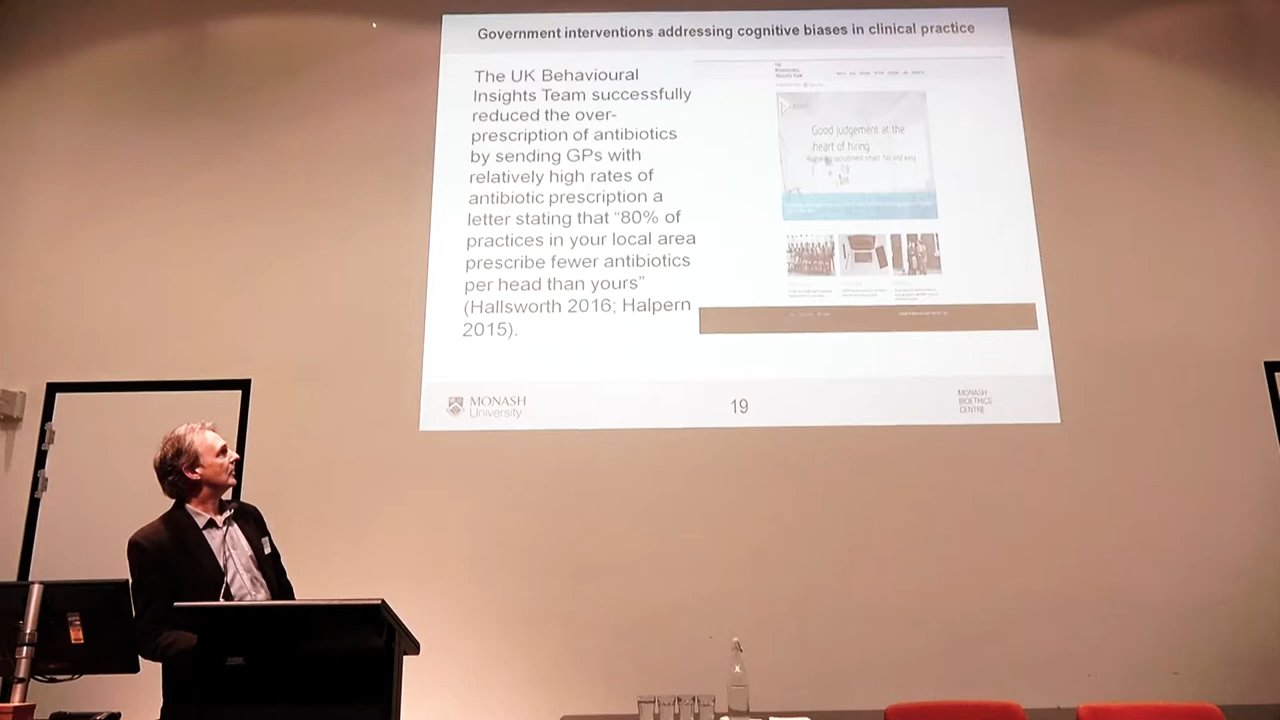 Government interventions addressing cognitive biases in clinical practice
The UK Behavioural
Insights Team successfully
reduced the over-
prescription of antibiotics
by sending GPs with
relatively high rates of
antibiotic prescription a
letter stating that “80% of
practices in your local area
prescribe fewer antibiotics
per head than yours”
(Hallsworth 2016; Halpern
2015).
Good judgement at the
heart of hiring
MONASH
University
19
MONASH
BIOETHICS
CENTRE